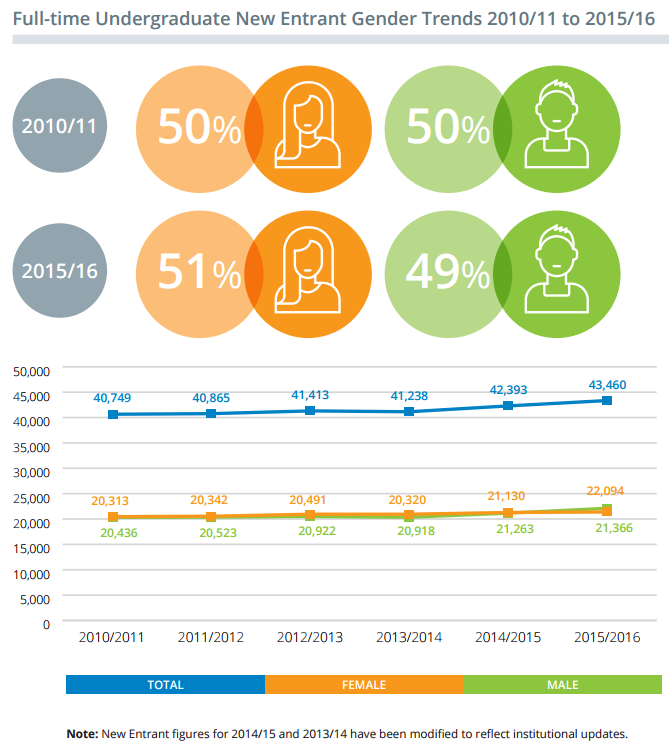 Full-time Undergraduate New Entrant Gender Trends 2010/11 to 2015/16
2010/11 50% 50%
2015/16 51% 49%
50,000
45,000
40,000
35,000
30,000
25,000
20,000
15,000
10,000
5,000
0
40,749 40,865 41,413 41,238 42,393 43,460
20,313 20,342 20,491 20,320 21,130 22,094
20,436 20,523 20,922 20,918 21,263 21,366
2010/2011 2011/2012 2012/2013 2013/2014 2014/2015 2015/2016
TOTAL FEMALE MALE
Note: New Entrant figures for 2014/15 and 2013/14 have been modified to reflect institutional updates.